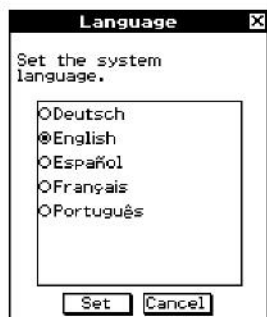 Language
Set the system
language.
Deutsch
English
Español
Français
Português
Set Cancel